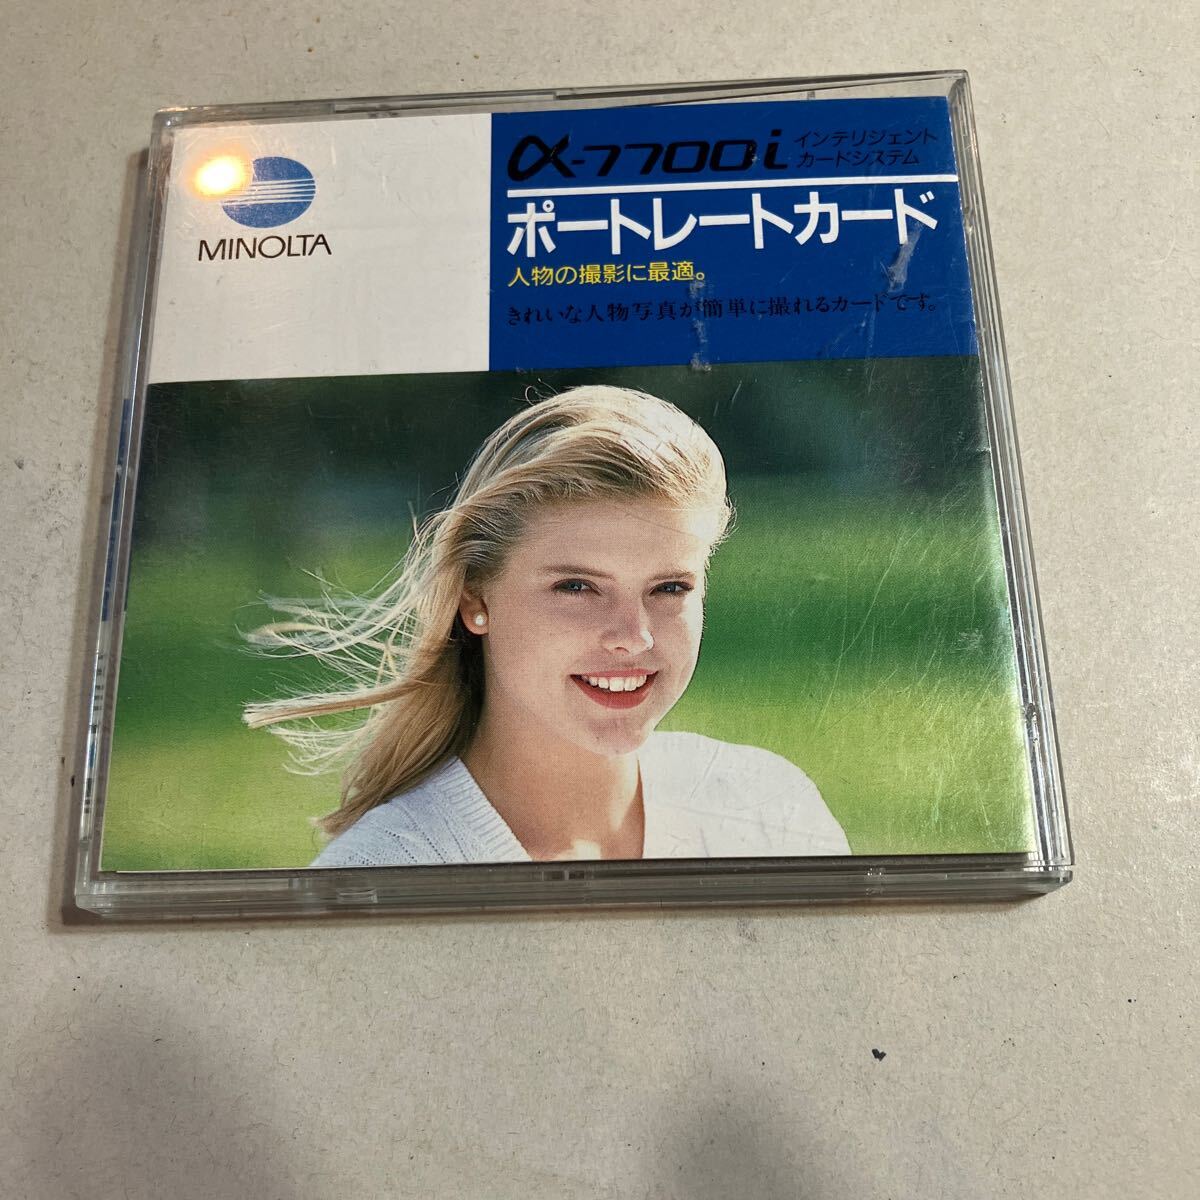 MINOLTA
α-7700i
インテリジェント
カードシステム
ポートレートカード
人物の撮影に最適。
きれいな人物写真が簡単に撮れるカードです。